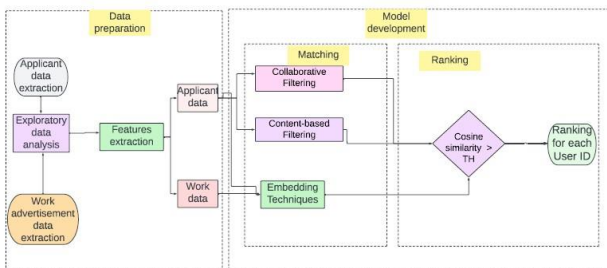 Data
preparation
Model
development
Applicant
data
extraction
Exploratory
data
analysis
Work
advertisement
data
extraction
Features
extraction
Applicant
data
Work
data
Matching
Collaborative
Filtering
Content-based
Filtering
Embedding
Techniques
Ranking
Cosine
similarity >
TH
Ranking
for each
User ID